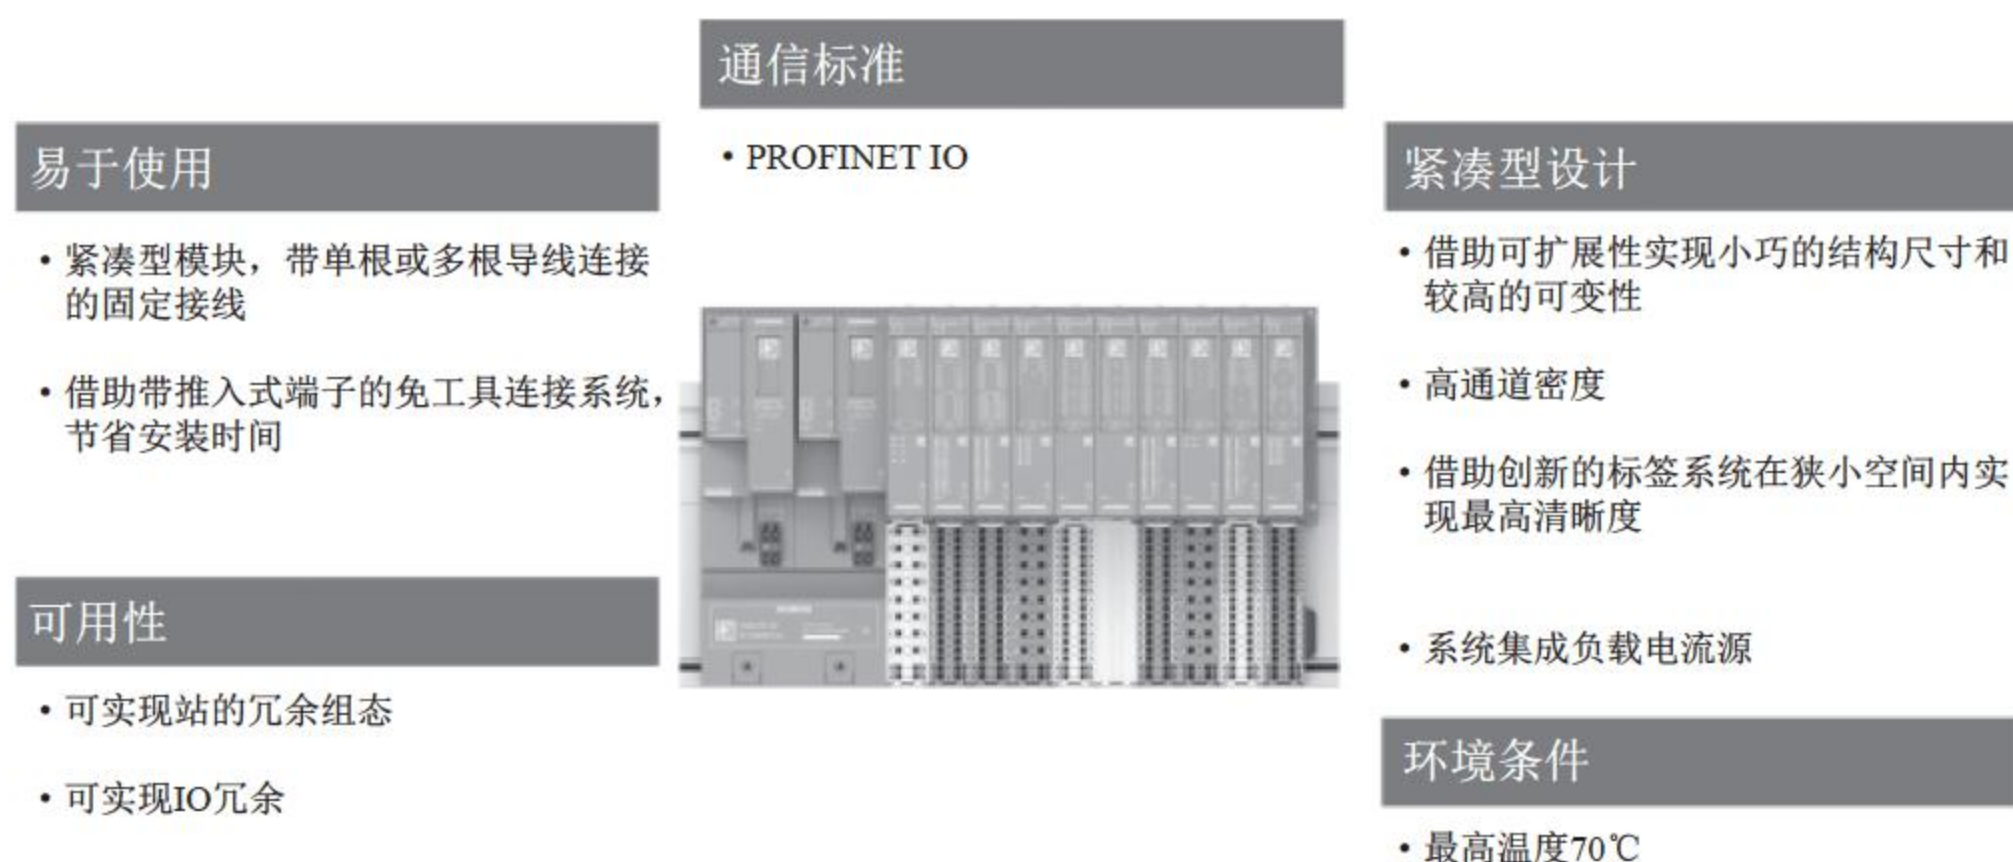 通信标准
• PROFINET IO
易于使用
• 紧凑型模块，带单根或多根导线连接
的固定接线
• 借助带推入式端子的免工具连接系统，
节省安装时间
可用性
• 可实现站的冗余组态
• 可实现IO冗余
紧凑型设计
• 借助可扩展性实现小巧的结构尺寸和
较高的可变性
• 高通道密度
• 借助创新的标签系统在狭小空间内实
现最高清晰度
• 系统集成负载电流源
环境条件
• 最高温度70℃